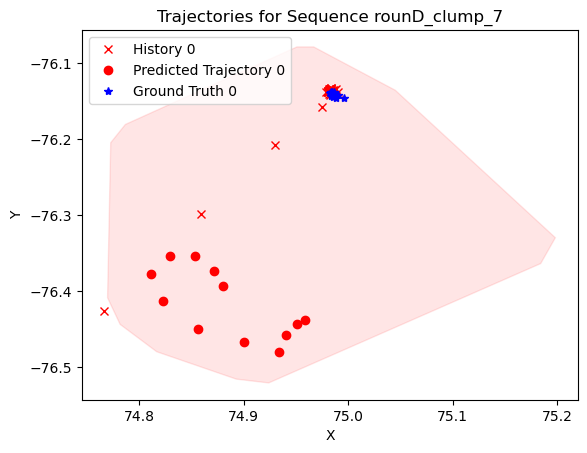 Trajectories for Sequence rounD_clump_7
History 0
Predicted Trajectory 0
Ground Truth 0
Y
−76.1
−76.2
−76.3
−76.4
−76.5
74.8 74.9 75.0 75.1 75.2
X